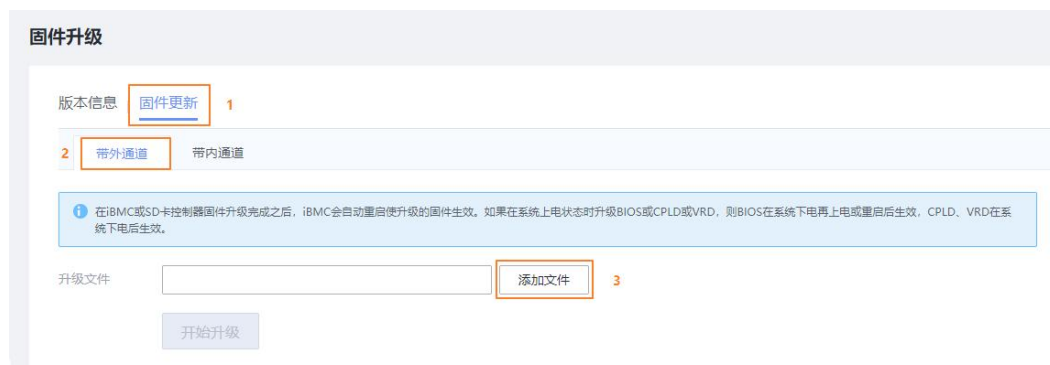 固件升级
版本信息 固件更新 1
2 带外通道 带内通道
在iBMC或SD卡控制器固件升级完成之后，iBMC会自动重启使升级的固件生效。如果在系统上电状态时升级BIOS或CPLD或VRD，则BIOS在系统下电再上电或重启后生效，CPLD、VRD在系
统下电后生效。
升级文件 添加文件 3
开始升级